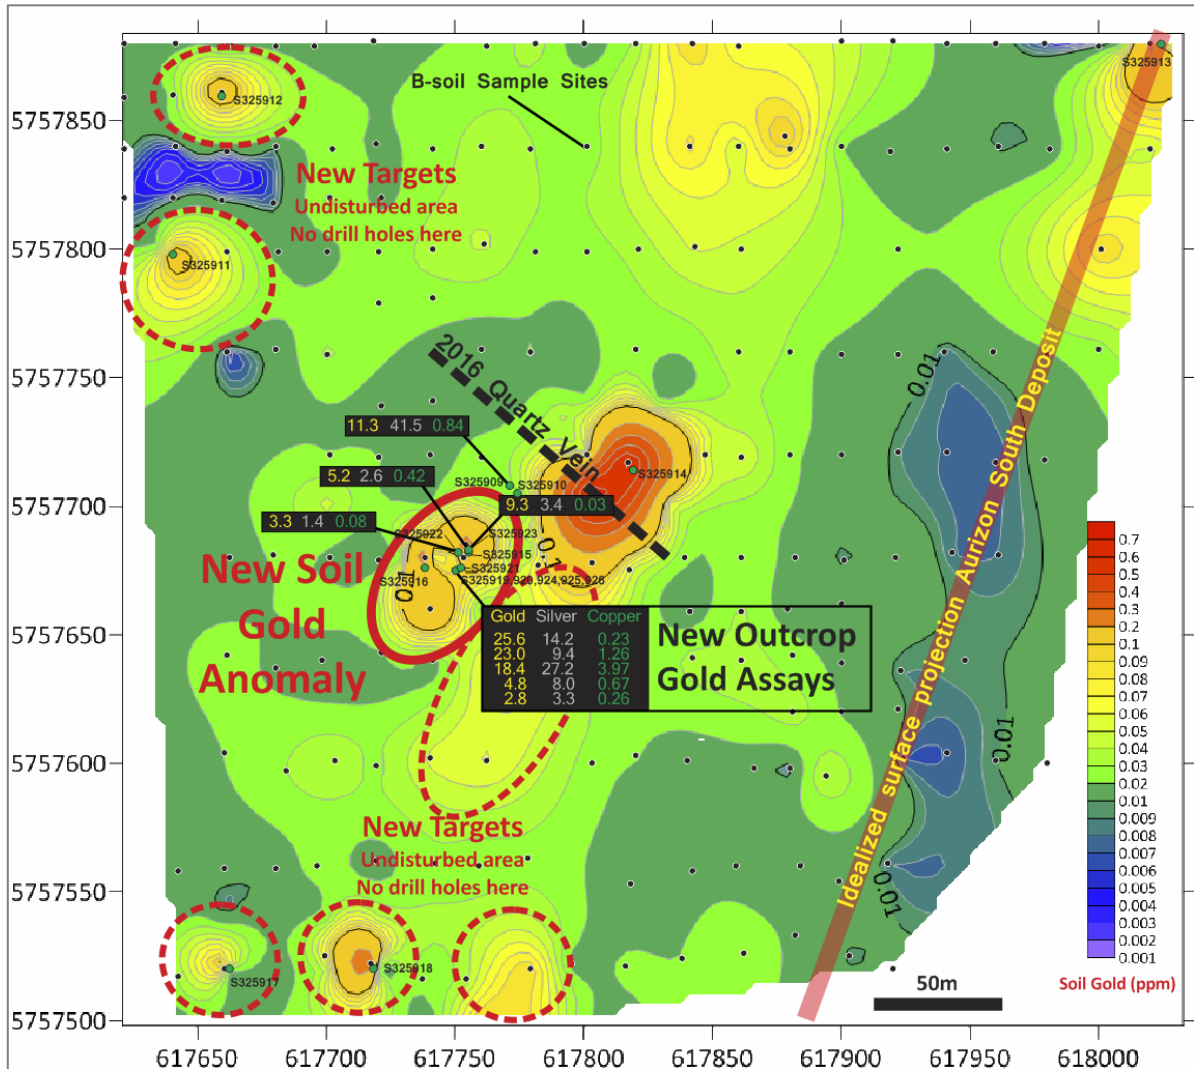 B-soil Sample Sites
S325913
S325912
5757850
New Targets
Undisturbed area
No drill holes here
5757800
S325911
5757750
2016 Quartz Vein
0.01
11.3 41.5 0.84
5.2 2.6 0.42
S325914
S325909
S325910
9.3 3.4 0.03
5757700
3.3 1.4 0.08
S325922
S325923
S325915
S325921
S325916
S325919,920,924,925,926
0.1
0.1
New Soil
Gold
Anomaly
5757650
Gold Silver Copper
25.6 14.2 0.23
23.0 9.4 1.26
18.4 27.2 3.97
4.8 8.0 0.67
2.8 3.3 0.26
New Outcrop
Gold Assays
Idealized surface projection Aurizon South Deposit
0.01
5757600
New Targets
Undisturbed area
No drill holes here
0.01
5757550
S325917
S325918
5757500
50m
0.7
0.6
0.5
0.4
0.3
0.2
0.1
0.09
0.08
0.07
0.06
0.05
0.04
0.03
0.02
0.01
0.009
0.008
0.007
0.006
0.005
0.004
0.003
0.002
0.001
Soil Gold (ppm)
617650 617700 617750 617800 617850 617900 617950 618000